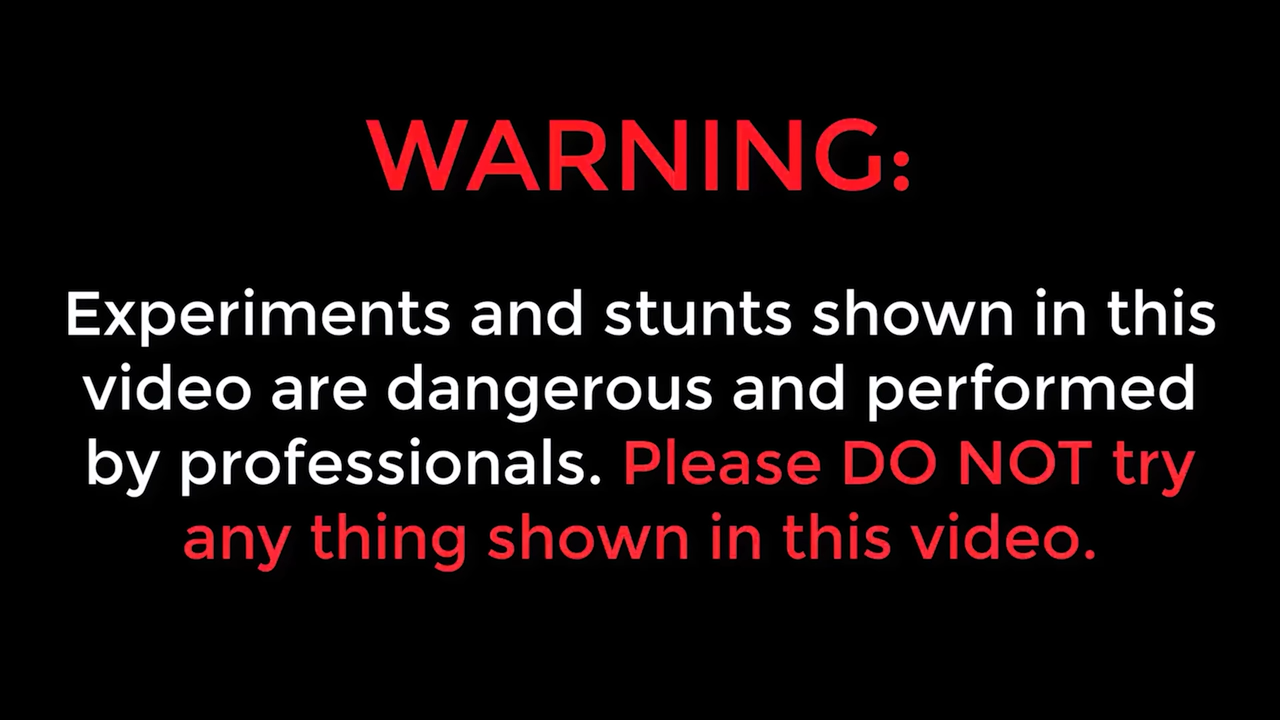 WARNING:
Experiments and stunts shown in this
video are dangerous and performed
by professionals. Please DO NOT try
any thing shown in this video.